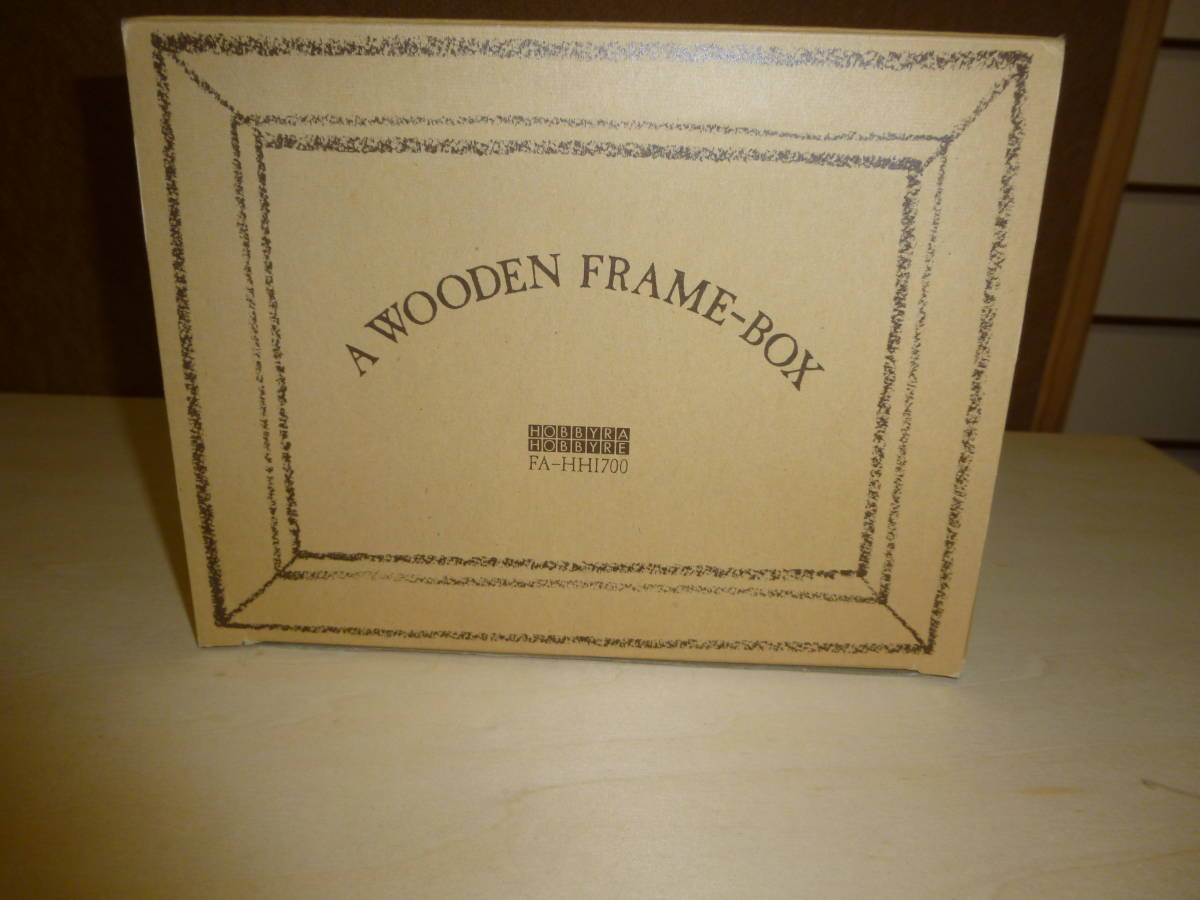 A WOODEN FRAME-BOX
HOBBYRA
HOBBYRE
FA-HH1700